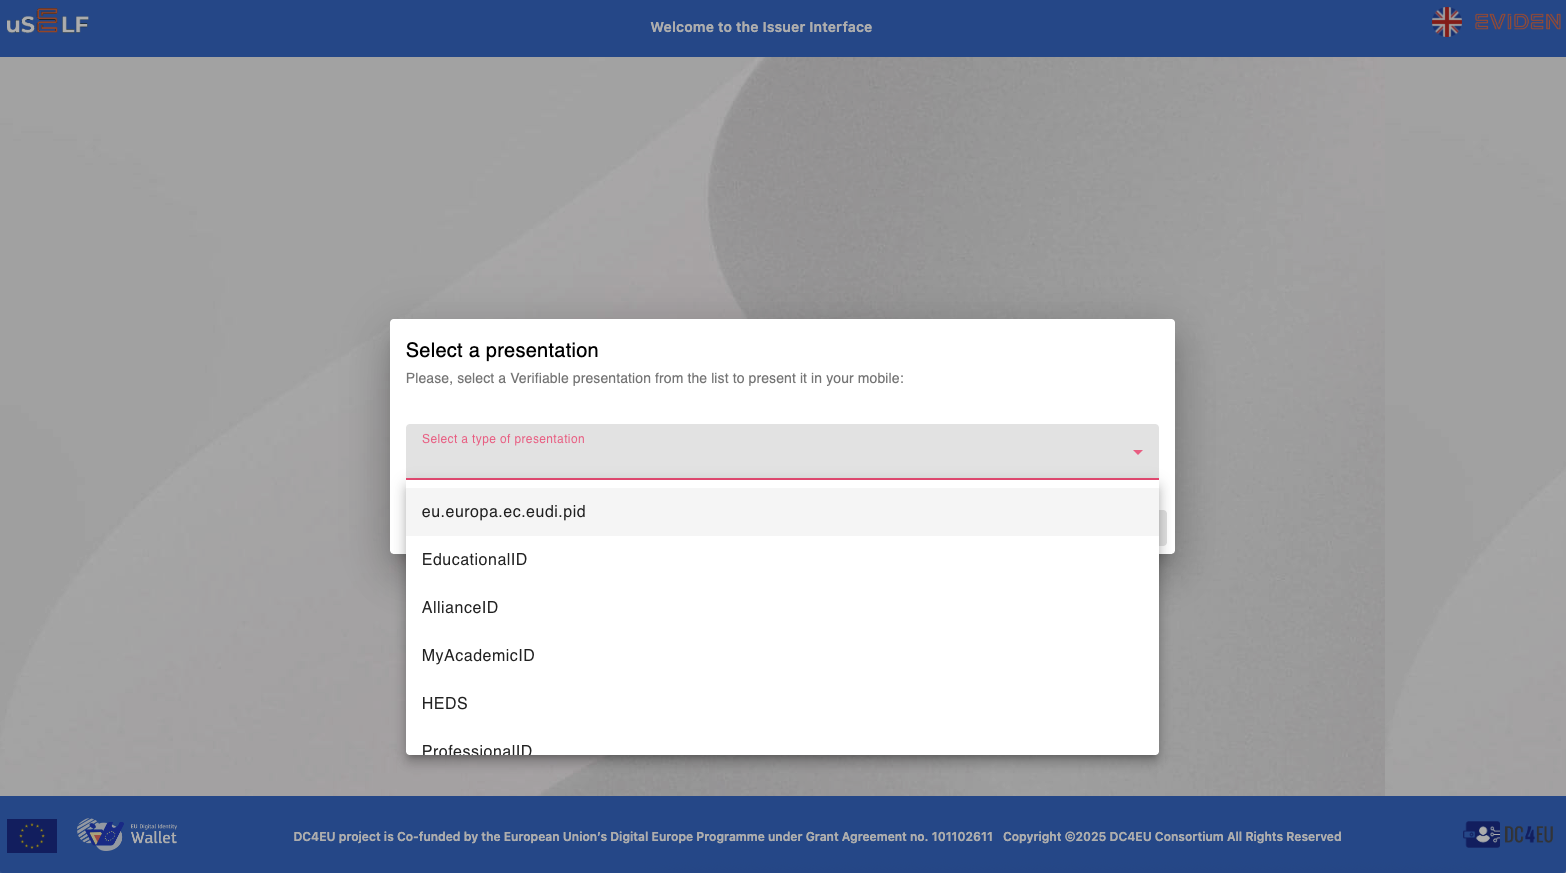 uSELF
Welcome to the Issuer Interface
EVIDEN
Select a presentation
Please, select a Verifiable presentation from the list to present it in your mobile:
Select a type of presentation
eu.europa.ec.eudi.pid
EducationalID
AllianceID
MyAcademicID
HEDS
ProfessionalID
EU Digital Identity
Wallet
DC4EU project is Co-funded by the European Union's Digital Europe Programme under Grant Agreement no. 101102611 Copyright ©2025 DC4EU Consortium All Rights Reserved
DC4EU